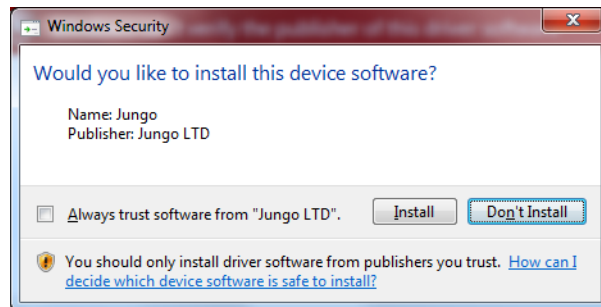 Windows Security
Would you like to install this device software?
Name: Jungo
Publisher: Jungo LTD
Always trust software from "Jungo LTD".
Install
Don't Install
You should only install driver software from publishers you trust. How can I
decide which device software is safe to install?